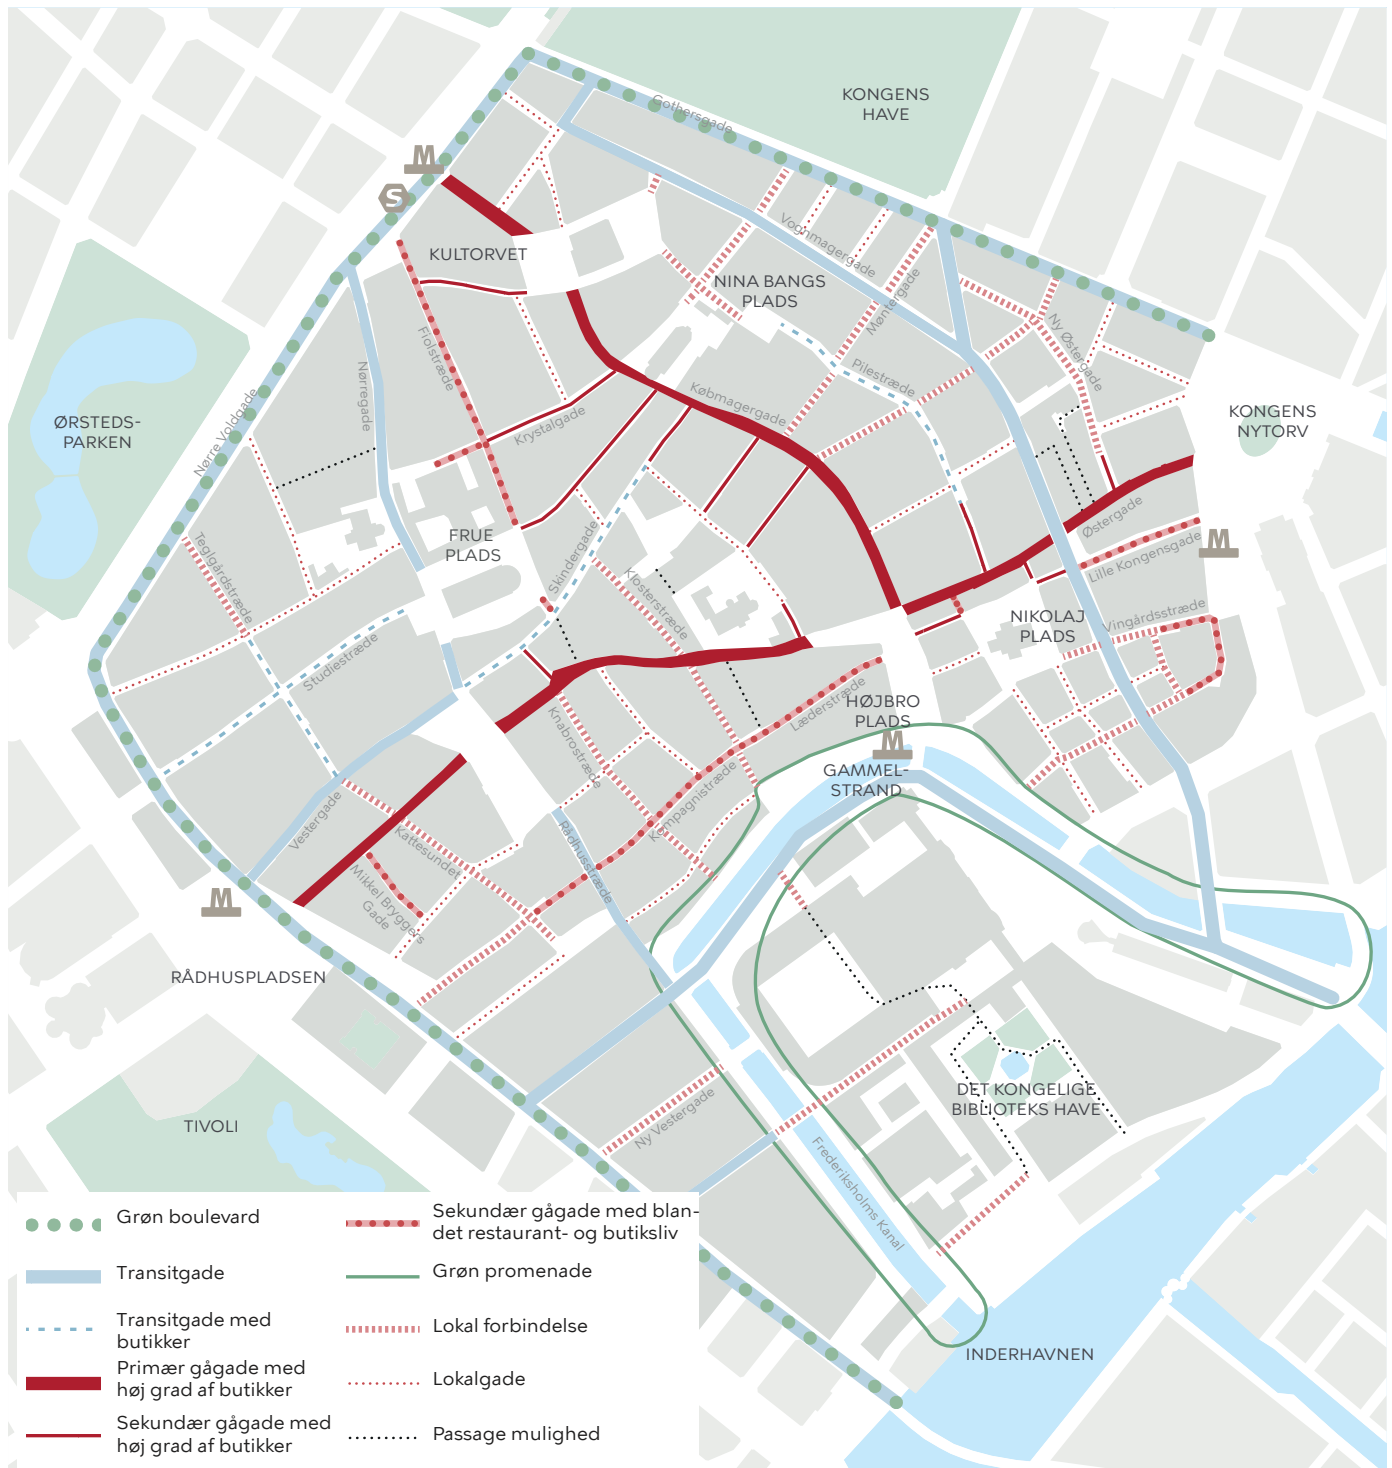 KONGENS
HAVE
Gothersgade
M
S
KULTORVET
Vognmagergade
NINA BANGS
PLADS
Møntergade
Ny Østergade
Fiolstræde
Nørregade
Pilestræde
Købmagergade
Krystalgade
Nørre Voldgade
ØRSTEDS-
PARKEN
KONGENS
NYTORV
Østergade
M
Lille Kongensgade
FRUE
PLADS
Skindergade
Teglgårdstræde
Klosterstræde
NIKOLAJ
PLADS
Vingårdsstræde
Studiestræde
Læderstræde
HØJBRO
PLADS
M
GAMMEL-
STRAND
Knabrostræde
Kompagnistræde
Vestergade
Kattesundet
Rådhusstræde
Mikkel Bryggers
Gade
M
RÅDHUSPLADSEN
DET KONGELIGE
BIBLIOTEKS HAVE
TIVOLI
Ny Vestergade
Frederiksholms Kanal
INDERHAVNEN
Grøn boulevard
Transitgade
Transitgade med
butikker
Primær gågade med
høj grad af butikker
Sekundær gågade med
høj grad af butikker
Sekundær gågade med blan-
det restaurant- og butiksliv
Grøn promenade
Lokal forbindelse
Lokalgade
Passage mulighed